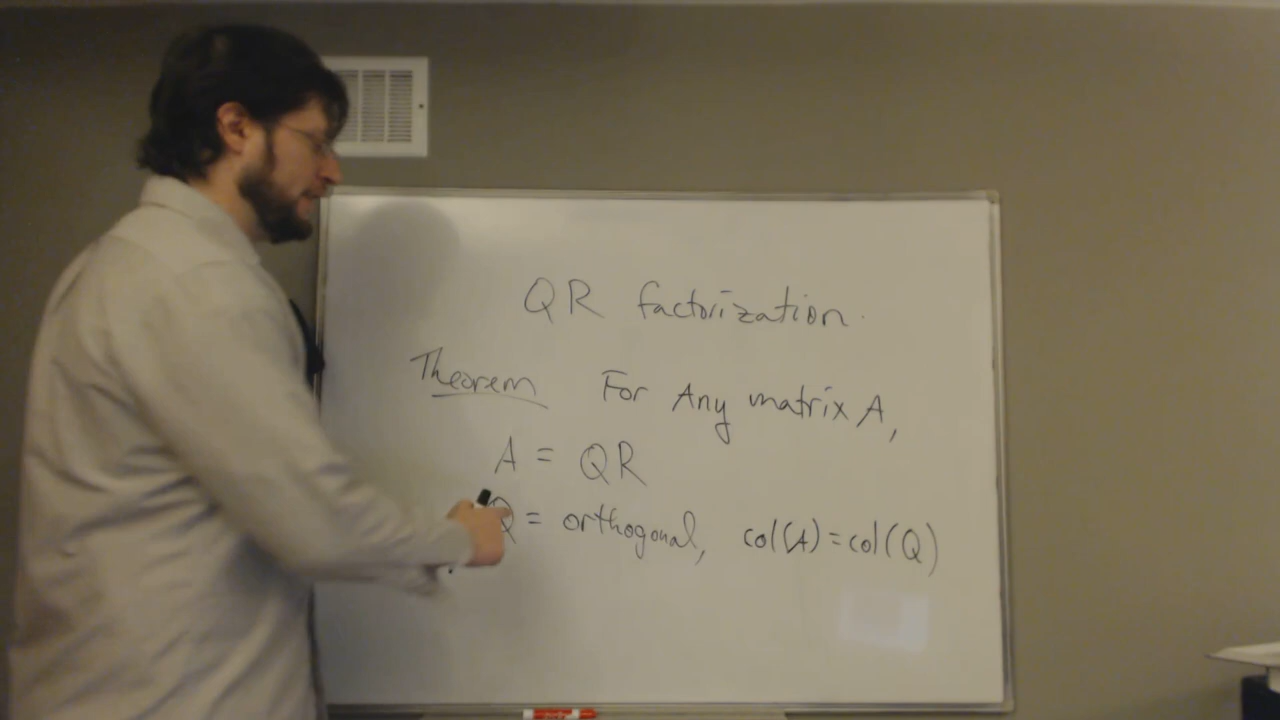 QR factorization.
Theorem For Any matrix A,
A = QR
Q = orthogonal, col(A)=col(Q)